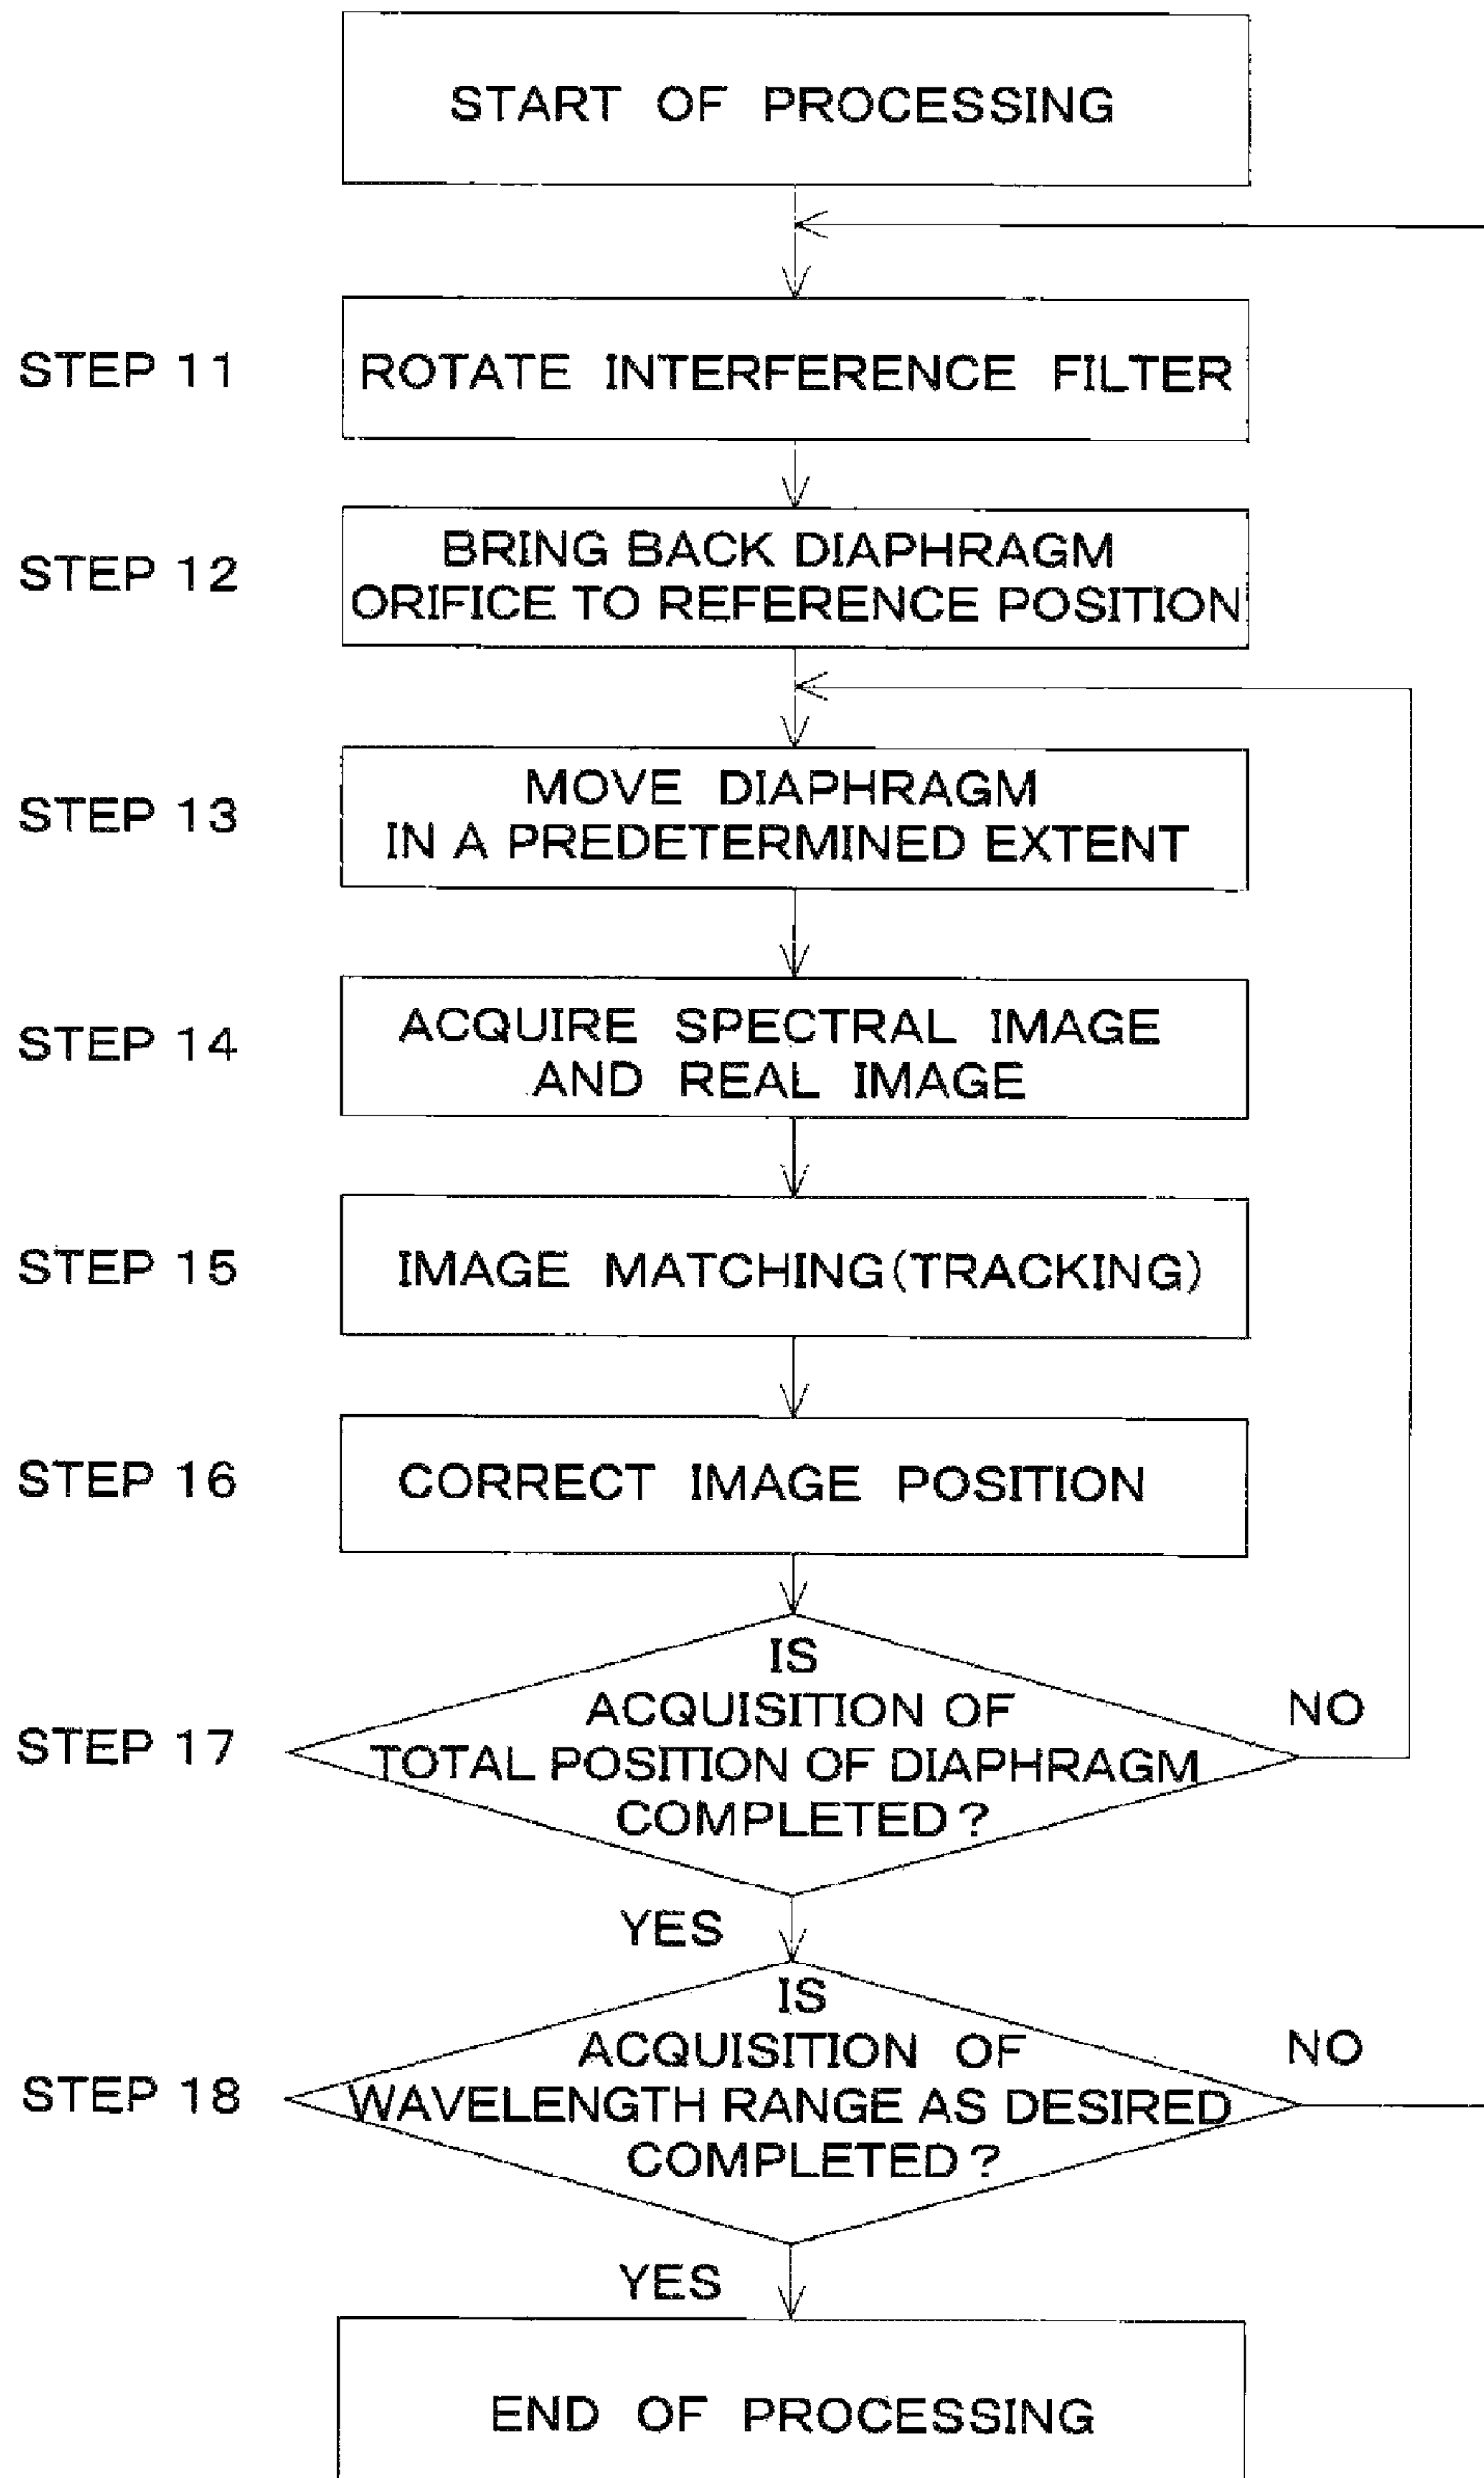 START OF PROCESSING
STEP 11
ROTATE INTERFERENCE FILTER
STEP 12
BRING BACK DIAPHRAGM
ORIFICE TO REFERENCE POSITION
STEP 13
MOVE DIAPHRAGM
IN A PREDETERMINED EXTENT
STEP 14
ACQUIRE SPECTRAL IMAGE
AND REAL IMAGE
STEP 15
IMAGE MATCHING(TRACKING)
STEP 16
CORRECT IMAGE POSITION
STEP 17
IS
ACQUISITION OF
TOTAL POSITION OF DIAPHRAGM
COMPLETED?
NO
YES
STEP 18
IS
ACQUISITION OF
WAVELENGTH RANGE AS DESIRED
COMPLETED?
NO
YES
END OF PROCESSING